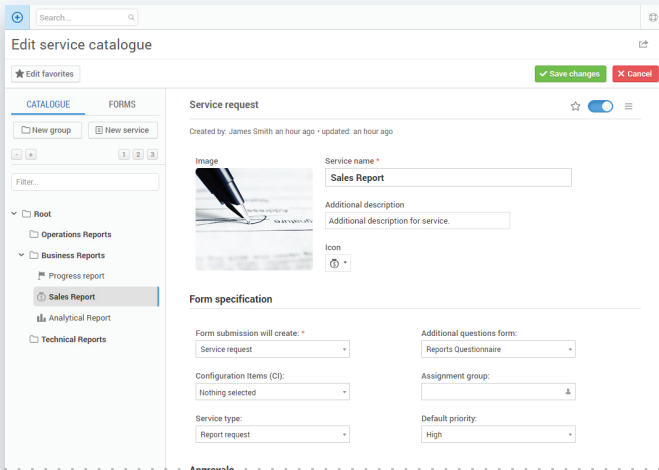 Search...
Edit service catalogue
Edit favorites
Save changes
Cancel
CATALOGUE FORMS
New group New service
- + 1 2 3
Filter...
Root
Operations Reports
Business Reports
Progress report
Sales Report
Analytical Report
Technical Reports
Service request
Created by: James Smith an hour ago • updated: an hour ago
Image
Service name *
Sales Report
Additional description
Additional description for service.
Icon
Form specification
Form submission will create: * Additional questions form:
Service request Reports Questionnaire
Configuration Items (CI): Assignment group:
Nothing selected
Service type: Default priority:
Report request High
Approvals